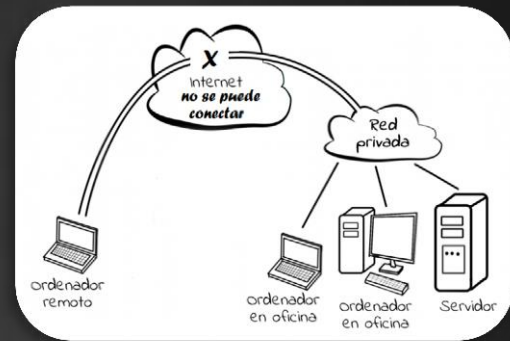 X
Internet
no se puede
conectar
Red
privada
ordenador
remoto
ordenador
en oficina
ordenador
en oficina
Servidor